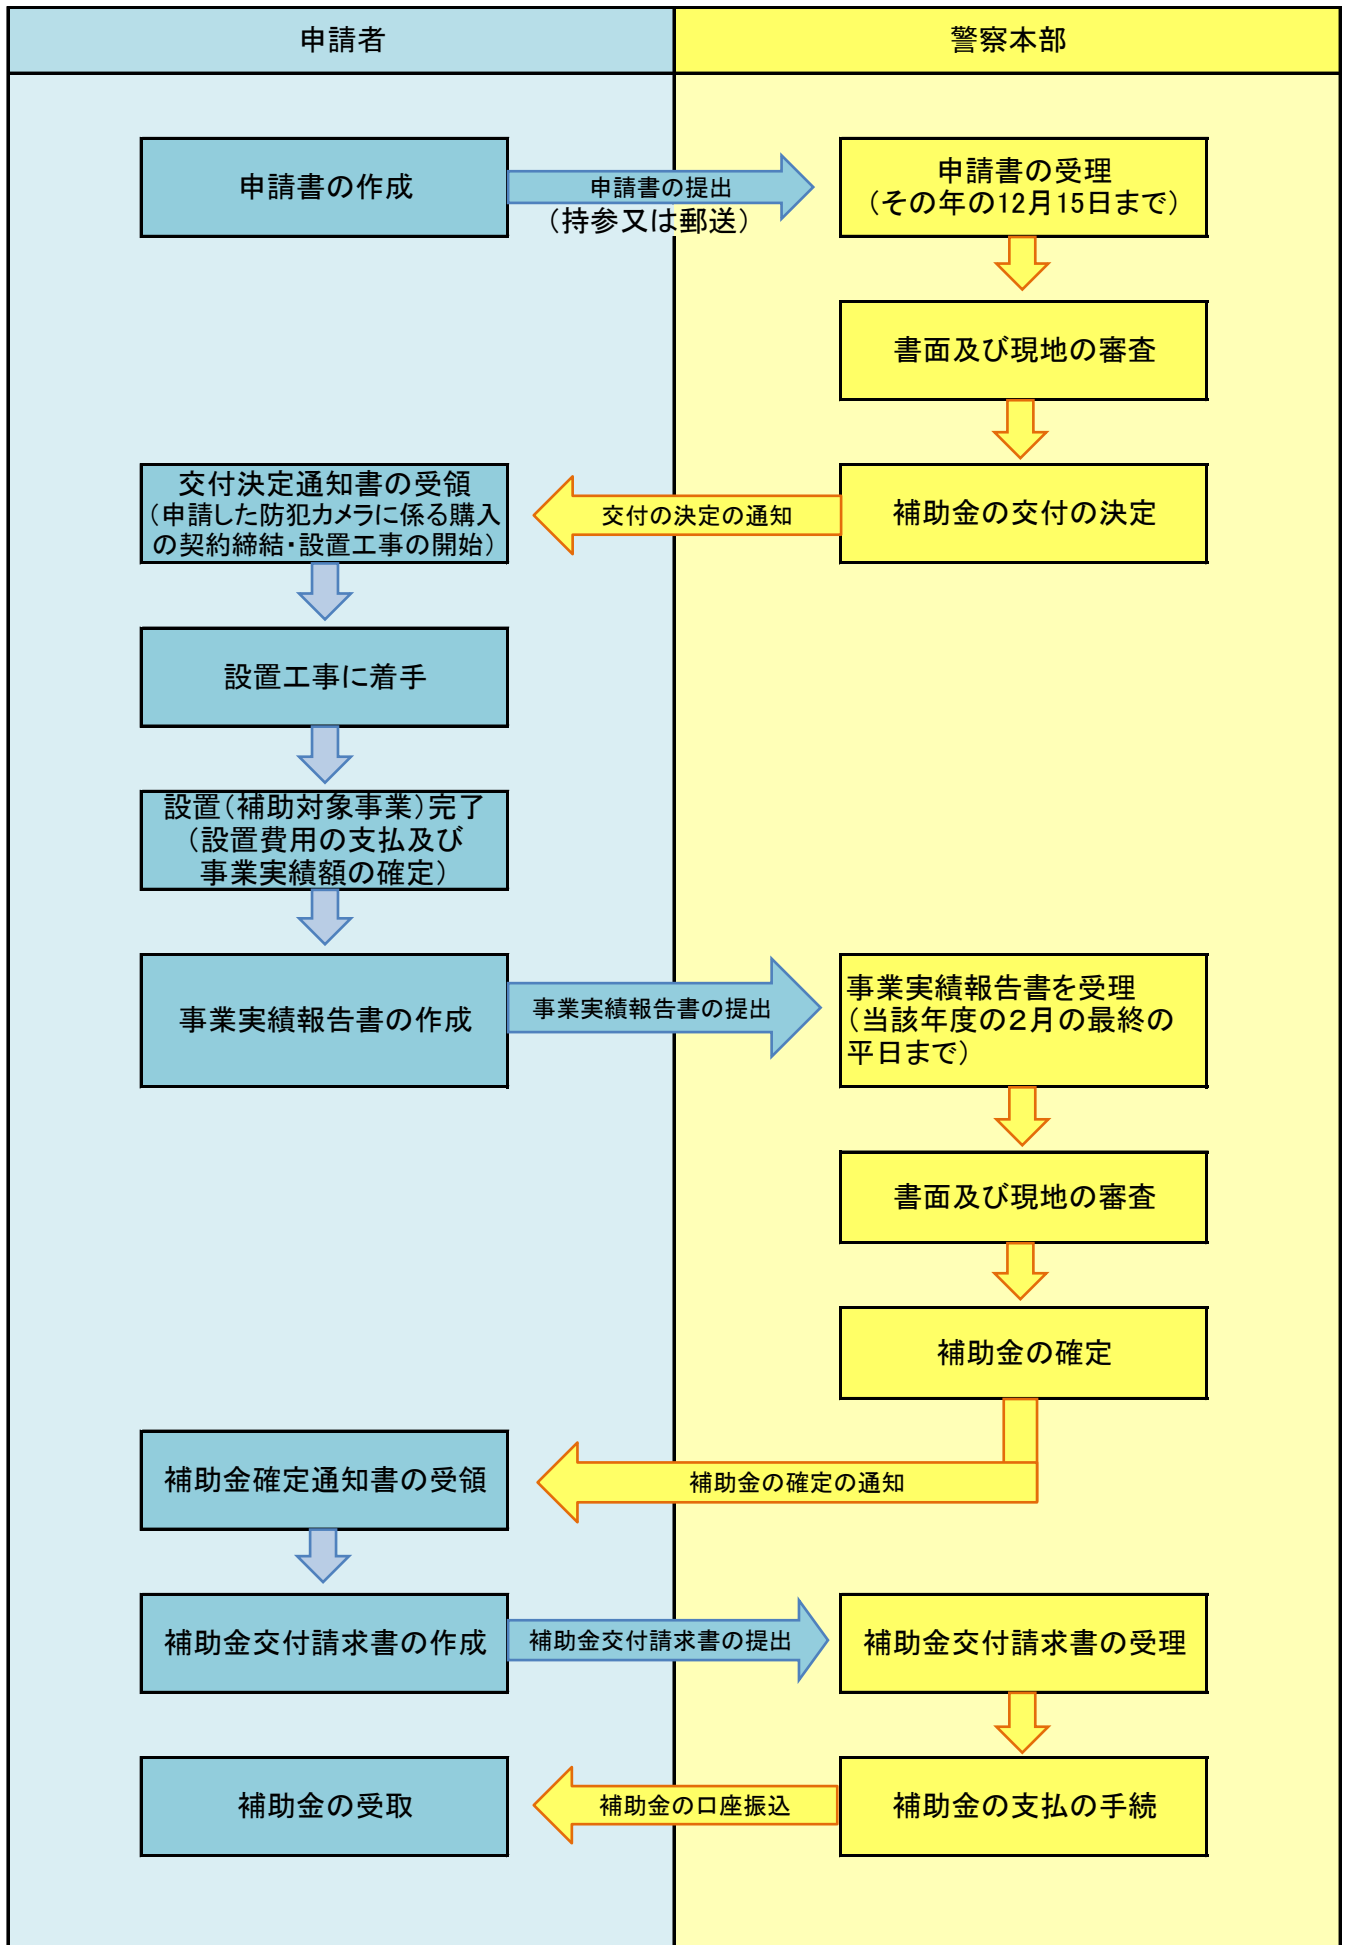 申請者
警察本部
申請書の作成
申請書の提出
（持参又は郵送）
申請書の受理
（その年の12月15日まで）
書面及び現地の審査
補助金の交付の決定
交付の決定の通知
交付決定通知書の受領
（申請した防犯カメラに係る購入
の契約締結・設置工事の開始）
設置工事に着手
設置（補助対象事業）完了
（設置費用の支払及び
事業実績額の確定）
事業実績報告書の作成
事業実績報告書の提出
事業実績報告書を受理
（当該年度の２月の最終の
平日まで）
書面及び現地の審査
補助金の確定
補助金の確定の通知
補助金確定通知書の受領
補助金交付請求書の作成
補助金交付請求書の提出
補助金交付請求書の受理
補助金の支払の手続
補助金の口座振込
補助金の受取